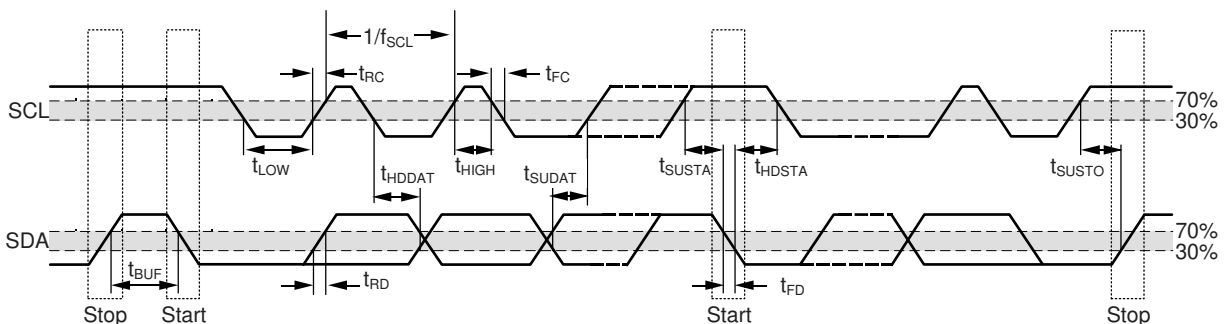 1/fSCL
tRC
tFC
SCL
70%
30%
tLOW
tHIGH
tHDDAT
tSUDAT
tSUSTA
tHDSTA
tSUSTO
SDA
70%
30%
tBUF
tRD
tFD
Stop
Start
Start
Stop